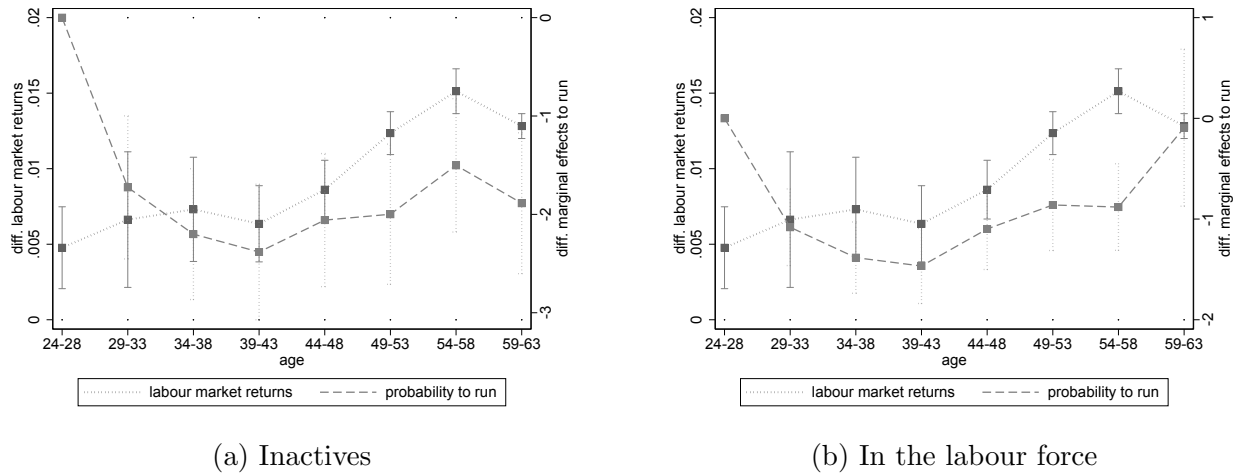 .02
.015
.01
.005
0
diff. labour market returns
0
-1
-2
-3
diff. marginal effects to run
24-28 29-33 34-38 39-43 44-48 49-53 54-58 59-63
age
labour market returns probability to run
(a) Inactives
.02
.015
.01
.005
0
diff. labour market returns
1
0
-1
-2
diff. marginal effects to run
24-28 29-33 34-38 39-43 44-48 49-53 54-58 59-63
age
labour market returns probability to run
(b) In the labour force